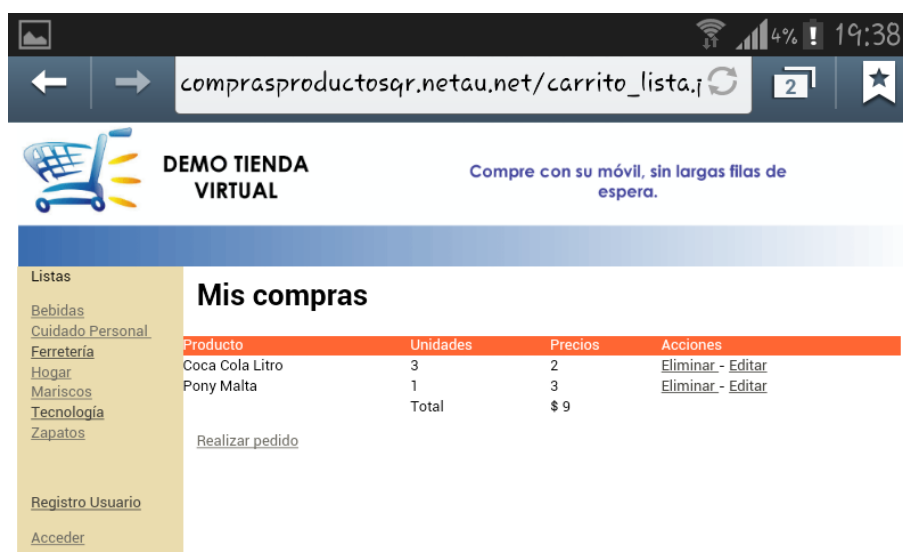 4% ! 19:38
comprasproductosqr.netau.net/carrito_lista.p
2
DEMO TIENDA
VIRTUAL
Compre con su móvil, sin largas filas de
espera.
Listas
Bebidas
Cuidado Personal
Ferretería
Hogar
Mariscos
Tecnología
Zapatos
Registro Usuario
Acceder
Mis compras
Producto Unidades Precios Acciones
Coca Cola Litro 3 2 Eliminar - Editar
Pony Malta 1 3 Eliminar - Editar
Total $ 9
Realizar pedido